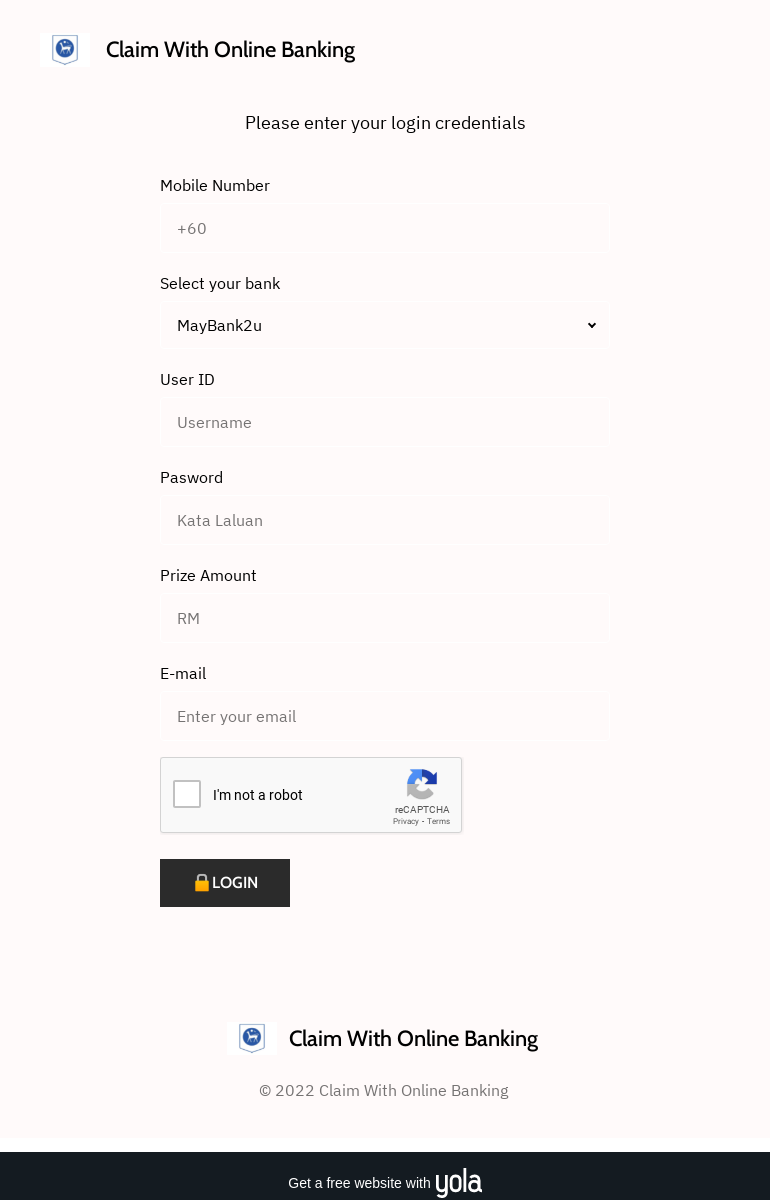 Claim With Online Banking
Please enter your login credentials
Mobile Number
+60
Select your bank
MayBank2u
User ID
Username
Pasword
Kata Laluan
Prize Amount
RM
E-mail
Enter your email
I'm not a robot
reCAPTCHA
Privacy - Terms
🔒LOGIN
Claim With Online Banking
© 2022 Claim With Online Banking
Get a free website with yola